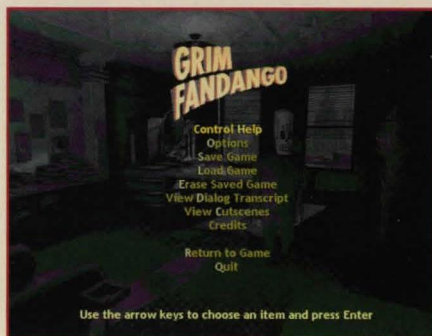 GRIM
FANDANGO
Control Help
Options
Save Game
Load Game
Erase Saved Game
View Dialog Transcript
View Cutscenes
Credits
Return to Game
Quit
Use the arrow keys to choose an item and press Enter